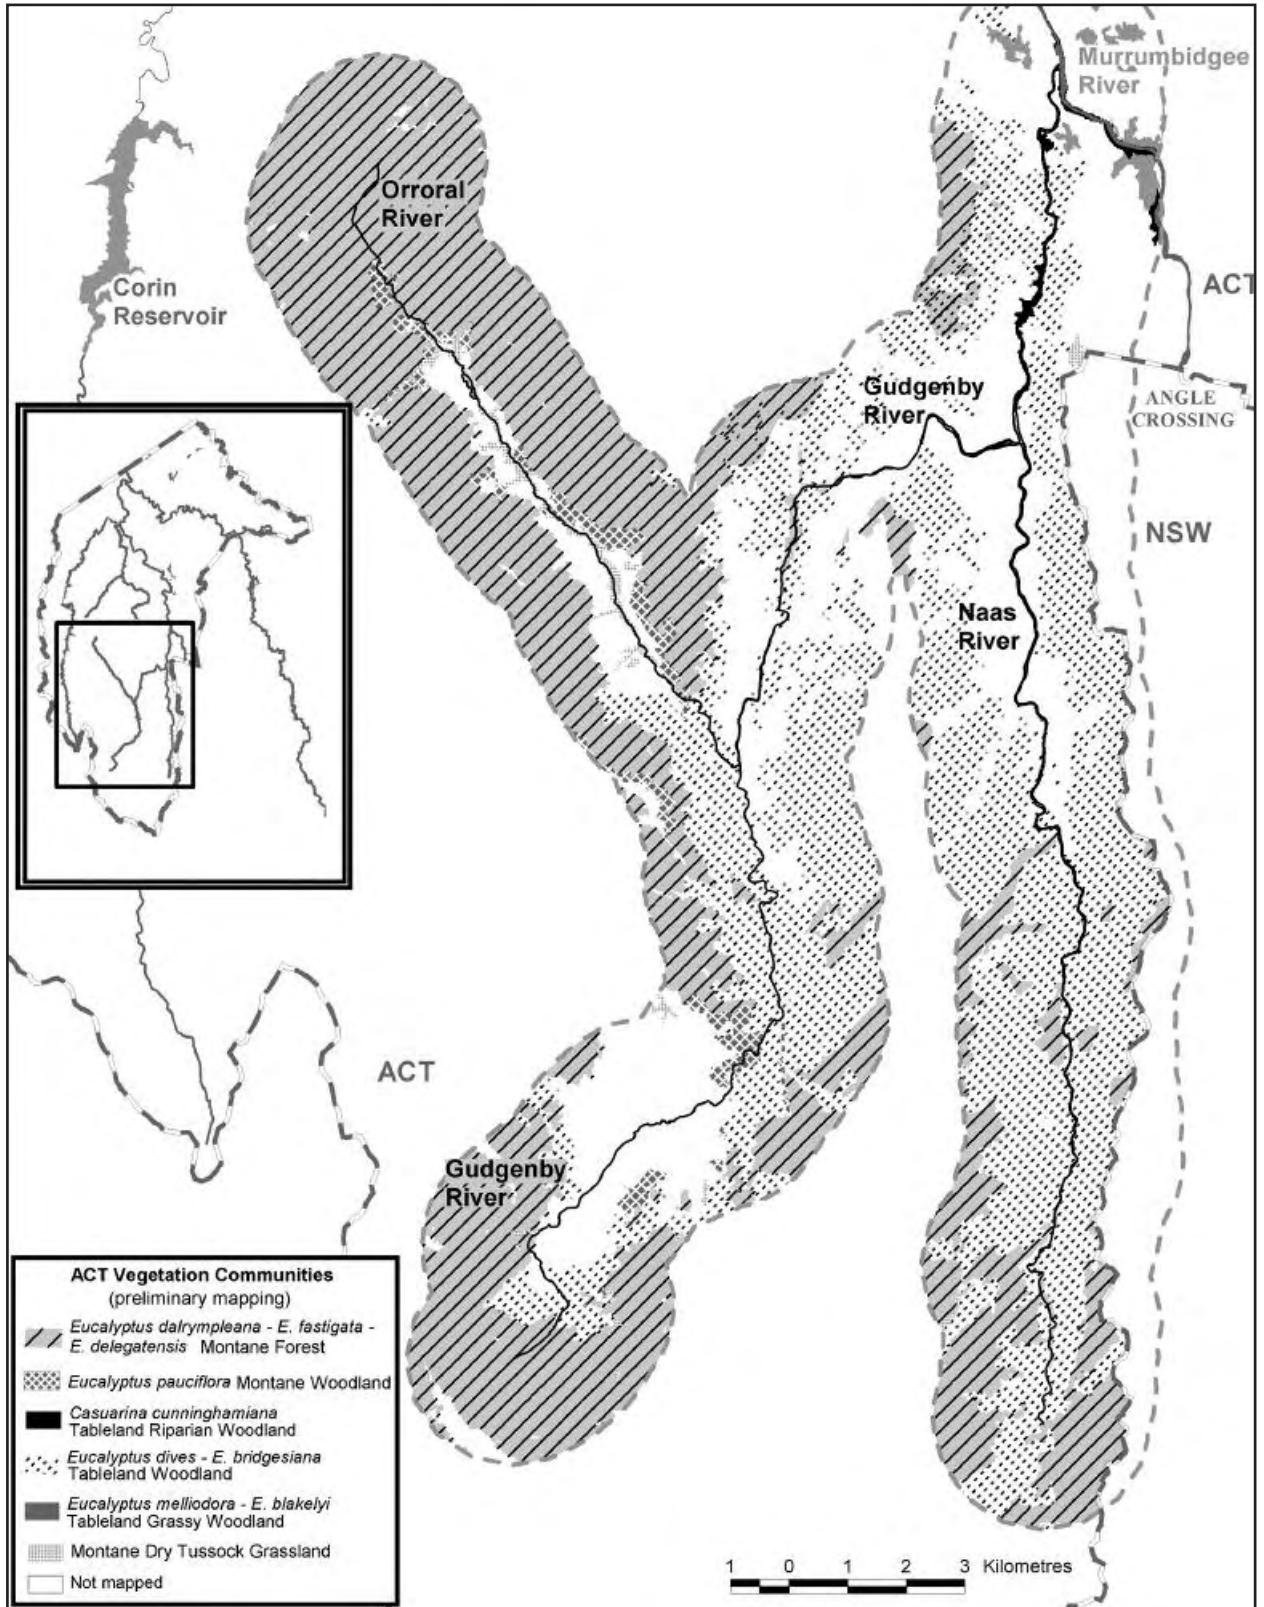 Murrumbidgee
River
Orroral
River
Corin
Reservoir
ACT
Gudgenby
River
ANGLE
CROSSING
NSW
Naas
River
ACT
Gudgenby
River
ACT Vegetation Communities
(preliminary mapping)
Eucalyptus dalrympleana - E. fastigata -
E. delegatensis Montane Forest
Eucalyptus pauciflora Montane Woodland
Casuarina cunninghamiana
Tableland Riparian Woodland
Eucalyptus dives - E. bridgesiana
Tableland Woodland
Eucalyptus melliodora - E. blakelyi
Tableland Grassy Woodland
Montane Dry Tussock Grassland
Not mapped
1 0 1 2 3 Kilometres